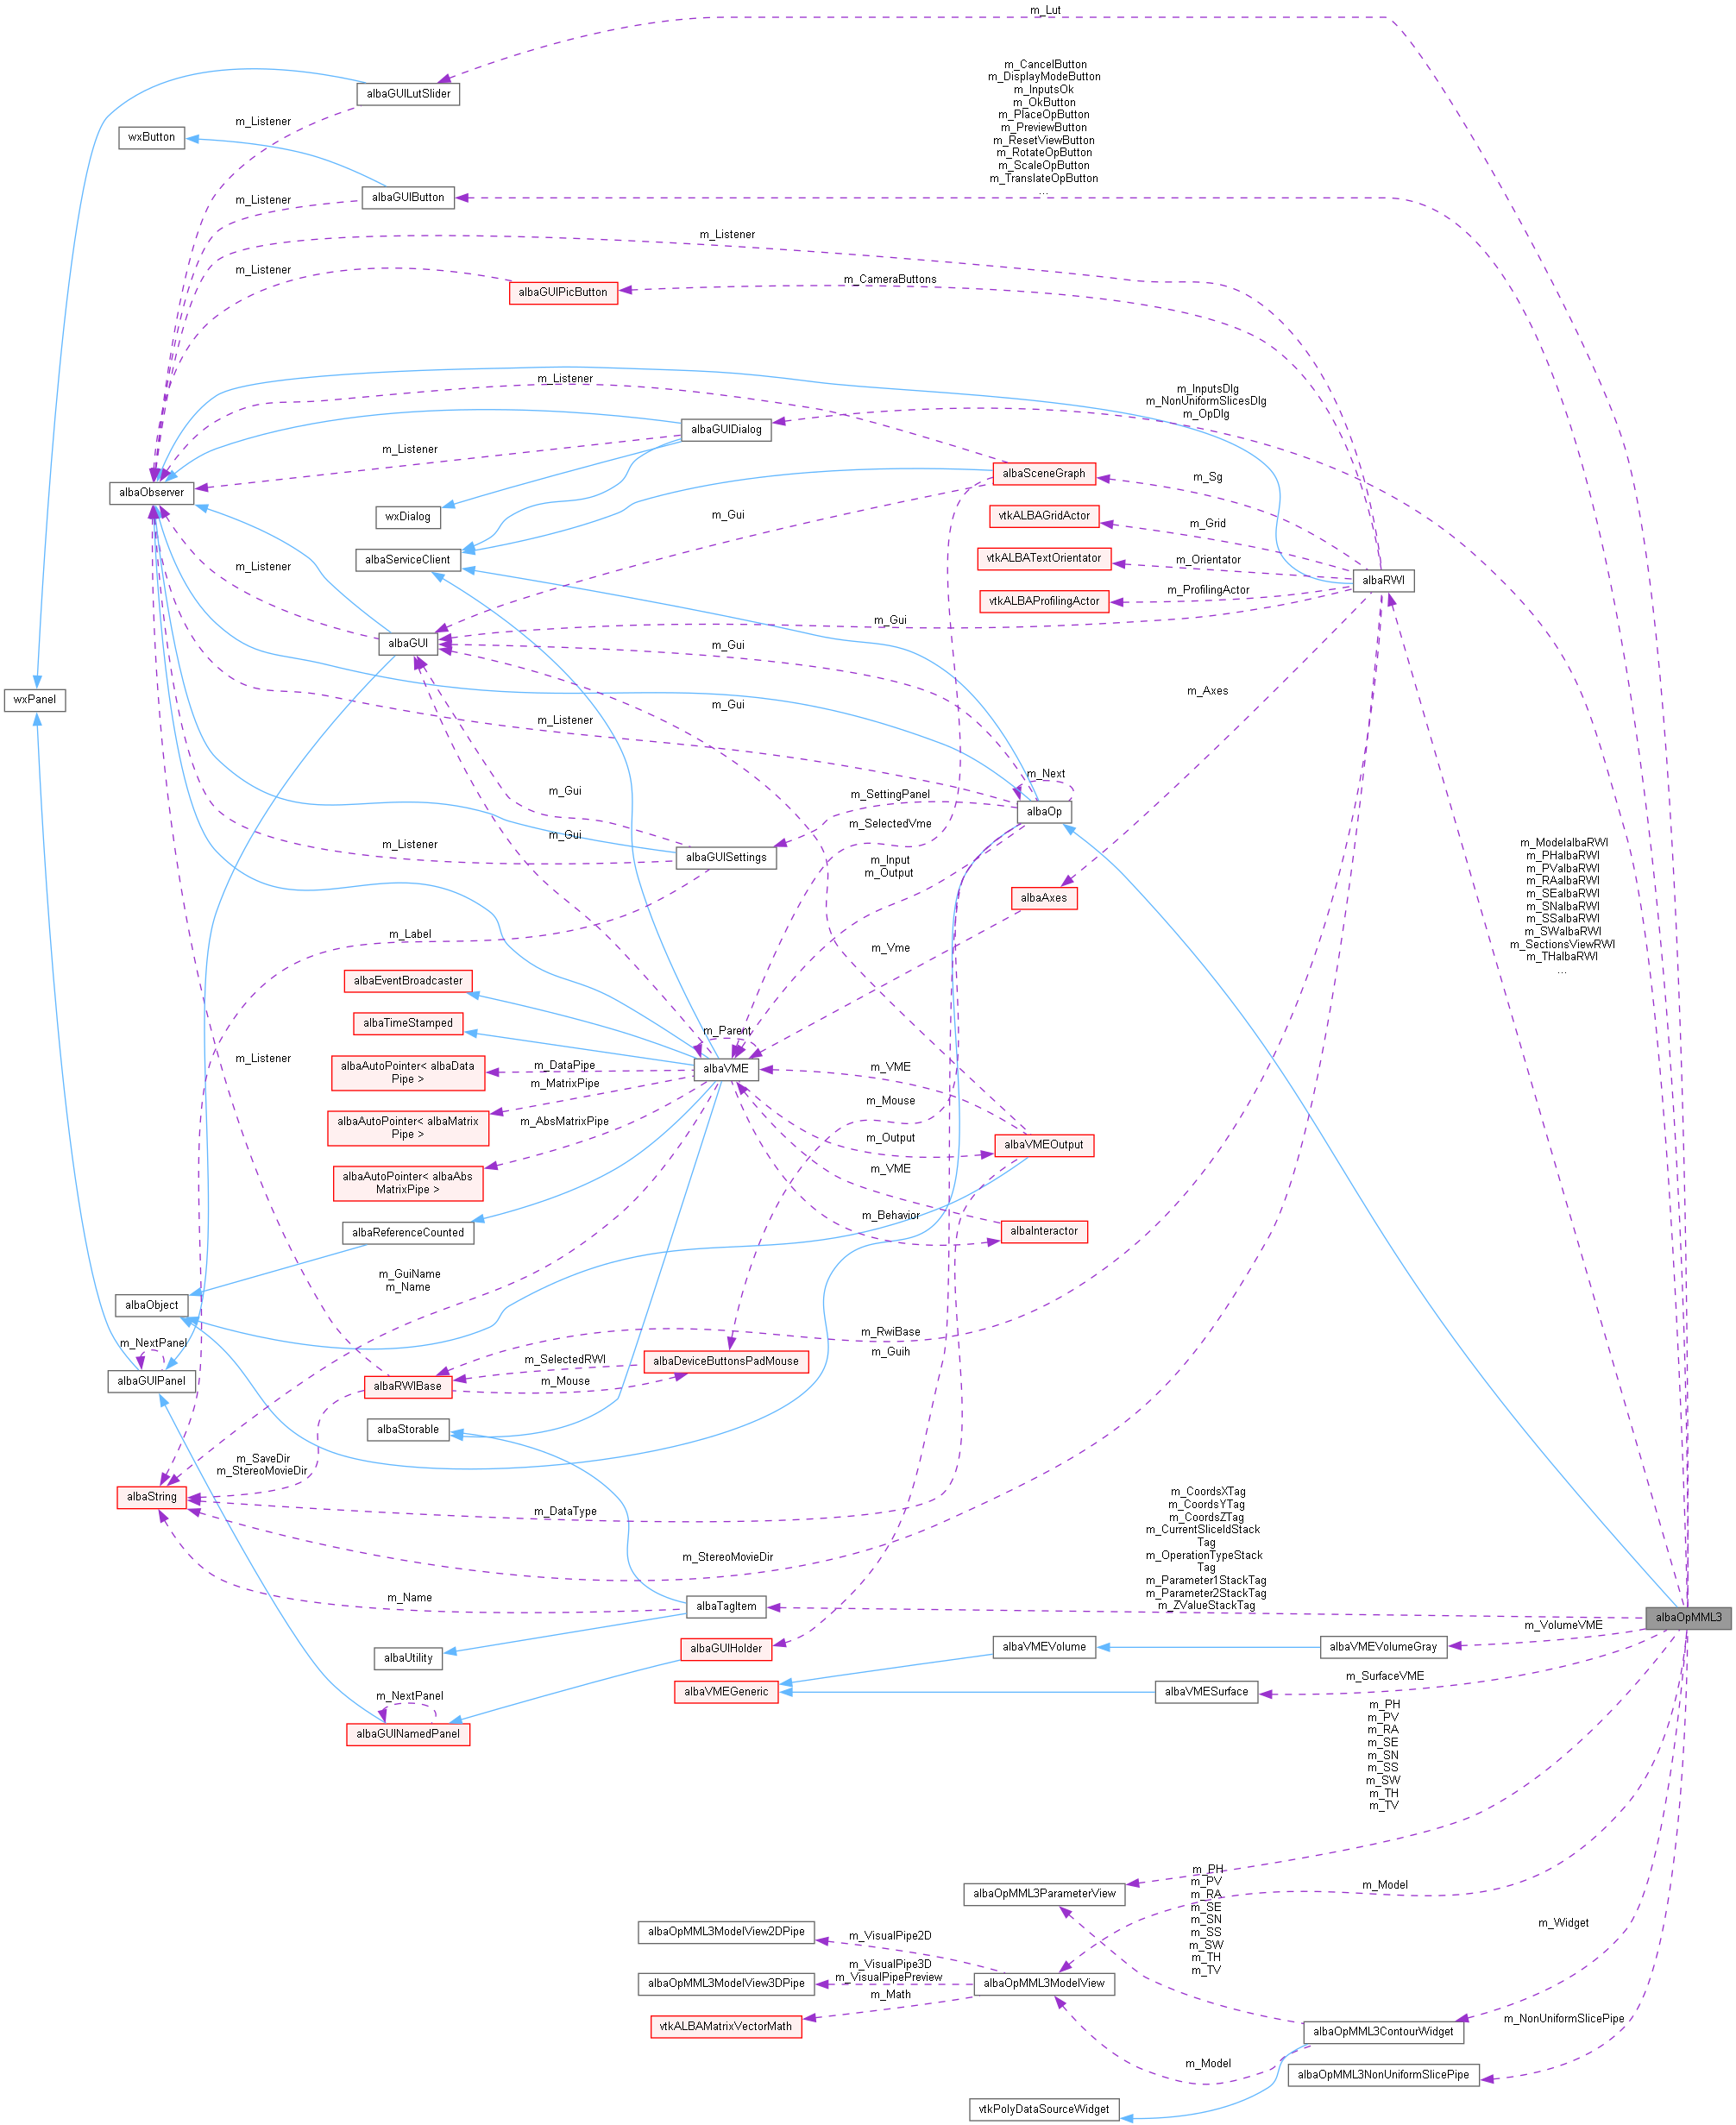 m_Lut
albaGUILutSlider
m_CancelButton
m_DisplayModeButton
m_InputsOk
m_OkButton
m_PlaceOpButton
m_PreviewButton
m_ResetViewButton
m_RotateOpButton
m_ScaleOpButton
m_TranslateOpButton
...
m_Listener
wxButton
albaGUIButton
m_Listener
m_Listener
m_Listener
albaGUIPicButton
m_CameraButtons
m_Listener
m_InputsDlg
m_NonUniformSlicesDlg
m_OpDlg
albaGUIDialog
m_Listener
albaSceneGraph
m_Sg
albaObserver
wxDialog
m_Gui
vtkALBAGridActor
m_Grid
albaServiceClient
vtkALBATextOrientator
m_Orientator
m_Listener
albaRWI
vtkALBAProfilingActor
m_ProfilingActor
m_Gui
albaGUI
m_Gui
wxPanel
m_Axes
m_Gui
m_Listener
m_Next
m_Gui
m_SettingPanel
albaOp
m_SelectedVme
m_Gui
m_Listener
albaGUISettings
m_Input
m_Output
m_ModelalbaRWI
m_PHalbaRWI
m_PValbaRWI
m_RAalbaRWI
m_SEalbaRWI
m_SNalbaRWI
m_SSalbaRWI
m_SWalbaRWI
m_SectionsViewRWI
m_THalbaRWI
...
albaAxes
m_Label
m_Vme
albaEventBroadcaster
albaTimeStamped
m_Parent
m_Listener
albaAutoPointer< albaData
Pipe >
m_DataPipe
albaVME
m_VME
m_MatrixPipe
m_Mouse
albaAutoPointer< albaMatrix
Pipe >
m_AbsMatrixPipe
m_Output
albaVMEOutput
albaAutoPointer< albaAbs
MatrixPipe >
m_VME
m_Behavior
albaReferenceCounted
albaInteractor
m_GuiName
m_Name
albaObject
m_NextPanel
m_RwiBase
m_Guih
albaGUIPanel
m_SelectedRWI
albaDeviceButtonsPadMouse
albaRWIBase
m_Mouse
albaStorable
m_SaveDir
m_StereoMovieDir
albaString
m_DataType
m_CoordsXTag
m_CoordsYTag
m_CoordsZTag
m_CurrentSliceIdStack
Tag
m_OperationTypeStack
Tag
m_Parameter1StackTag
m_Parameter2StackTag
m_ZValueStackTag
m_StereoMovieDir
m_Name
albaTagItem
albaOpMML3
albaUtility
albaGUIHolder
albaVMEVolume
albaVMEVolumeGray
m_VolumeVME
m_NextPanel
albaVMEGeneric
albaVMESurface
m_SurfaceVME
albaGUINamedPanel
m_PH
m_PV
m_RA
m_SE
m_SN
m_SS
m_SW
m_TH
m_TV
albaOpMML3ParameterView
m_PH
m_PV
m_RA
m_SE
m_SN
m_SS
m_SW
m_TH
m_TV
m_Model
m_Widget
albaOpMML3ModelView2DPipe
m_VisualPipe2D
albaOpMML3ModelView3DPipe
m_VisualPipe3D
m_VisualPipePreview
albaOpMML3ModelView
m_Math
vtkALBAMatrixVectorMath
albaOpMML3ContourWidget
m_NonUniformSlicePipe
m_Model
albaOpMML3NonUniformSlicePipe
vtkPolyDataSourceWidget